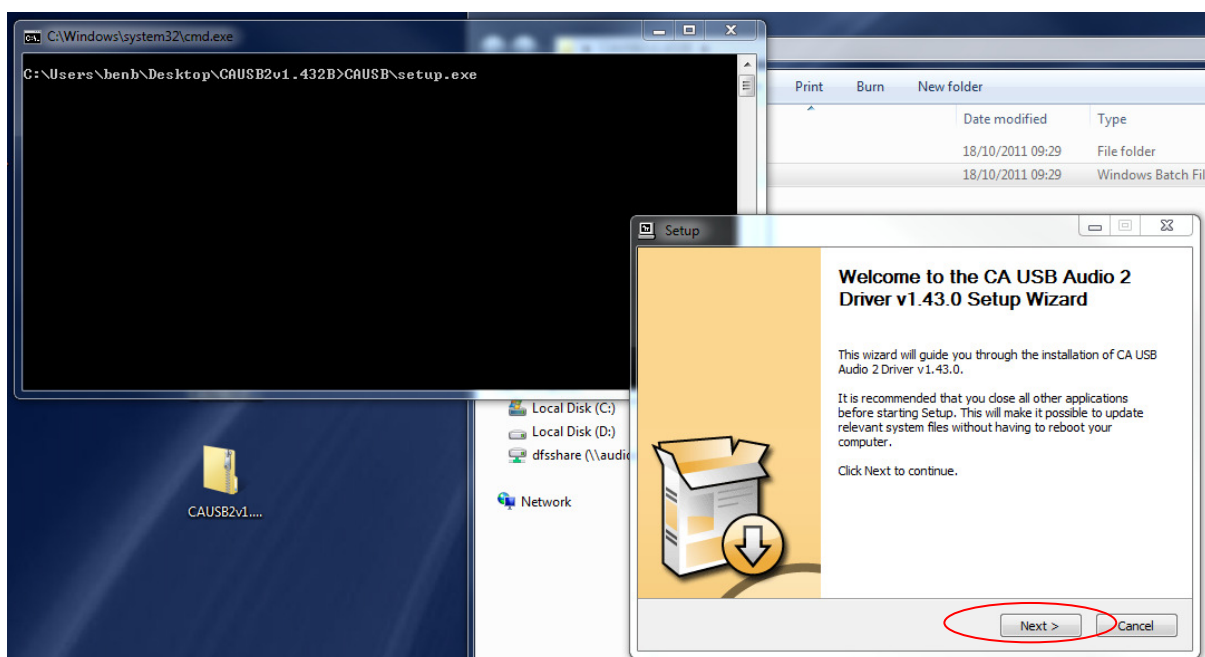 C:\Windows\system32\cmd.exe
C:\Users\benb\Desktop\CAUSB2v1.432B>CAUSB\setup.exe
Print Burn New folder
Date modified Type
18/10/2011 09:29 File folder
18/10/2011 09:29 Windows Batch Fil
Setup
Welcome to the CA USB Audio 2
Driver v1.43.0 Setup Wizard
This wizard will guide you through the installation of CA USB
Audio 2 Driver v1.43.0.
It is recommended that you close all other applications
before starting Setup. This will make it possible to update
relevant system files without having to reboot your
computer.
Click Next to continue.
Next >
Cancel
Local Disk (C:)
Local Disk (D:)
dfsshare (\\audio
Network
CAUSB2v1....